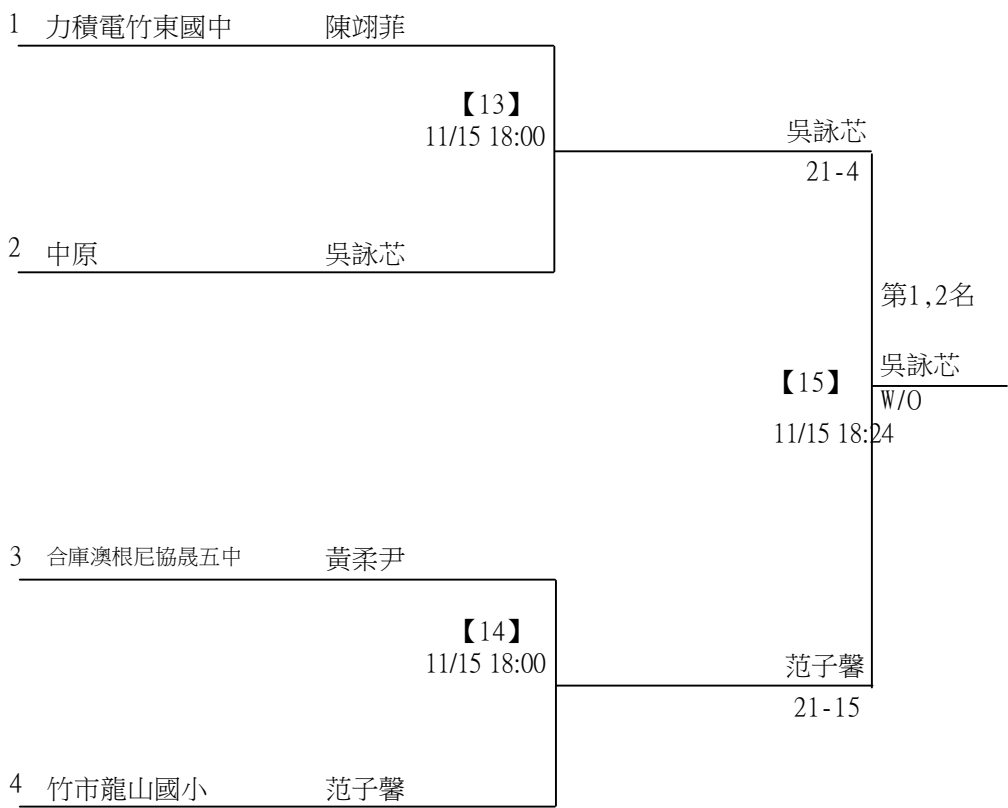 1 力積電竹東國中 陳翊菲
【13】
11/15 18:00
吳詠芯
21-4
2 中原 吳詠芯
第1,2名
吳詠芯
【15】
W/O
11/15 18:24
3 合庫澳根尼協晟五中 黃柔尹
【14】
11/15 18:00
范子馨
21-15
4 竹市龍山國小 范子馨